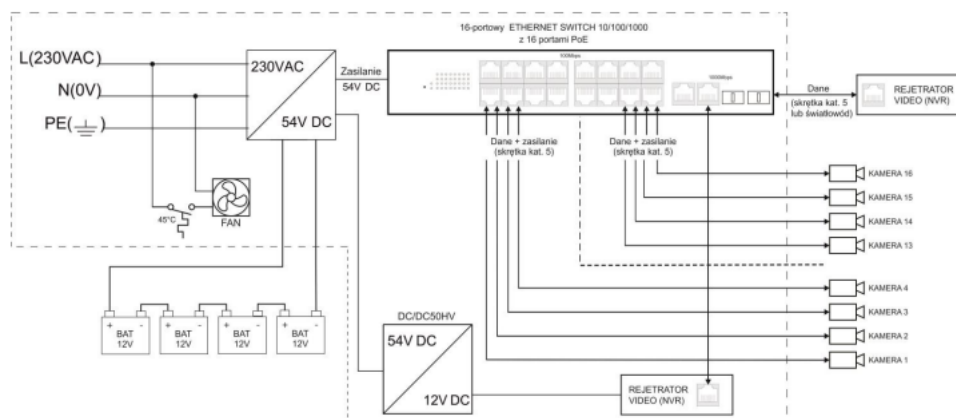 16-portowy ETHERNET SWITCH 10/100/1000
z 16 portami PoE
L(230VAC)
N(0V)
PE(
)
230VAC
54V DC
Zasilanie
54V DC
100Mbps
1000Mbps
Dane
(skrętka kat. 5
lub światłowód)
REJETRATOR
VIDEO (NVR)
Dane + zasilanie
(skrętka kat. 5)
Dane + zasilanie
(skrętka kat. 5)
KAMERA 16
KAMERA 15
KAMERA 14
KAMERA 13
45°C
FAN
KAMERA 4
KAMERA 3
KAMERA 2
KAMERA 1
+ -
BAT
12V
+ -
BAT
12V
+ -
BAT
12V
+ -
BAT
12V
DC/DC50HV
54V DC
12V DC
REJETRATOR
VIDEO (NVR)